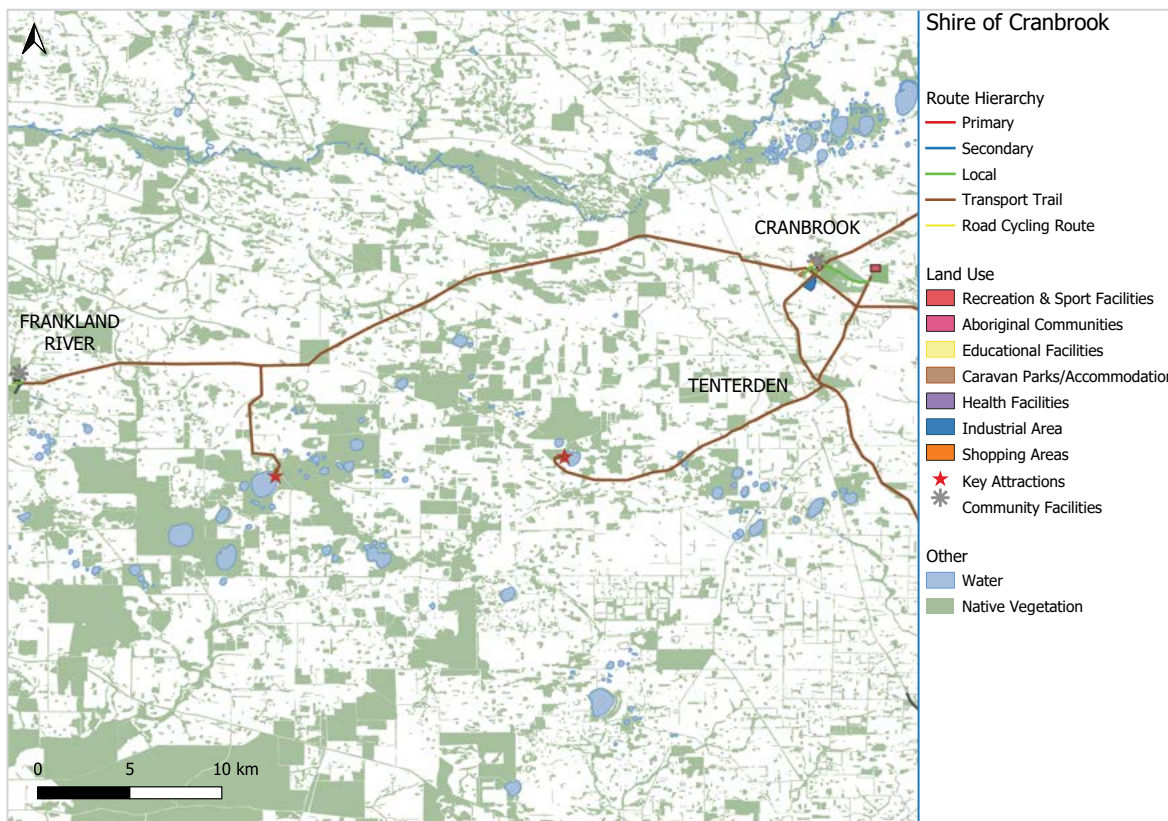 Shire of Cranbrook
Route Hierarchy
Primary
Secondary
Local
Transport Trail
Road Cycling Route
Land Use
Recreation & Sport Facilities
Aboriginal Communities
Educational Facilities
Caravan Parks/Accommodation
Health Facilities
Industrial Area
Shopping Areas
Key Attractions
Community Facilities
Other
Water
Native Vegetation
CRANBROOK
FRANKLAND
RIVER
TENTERDEN
0 5 10 km